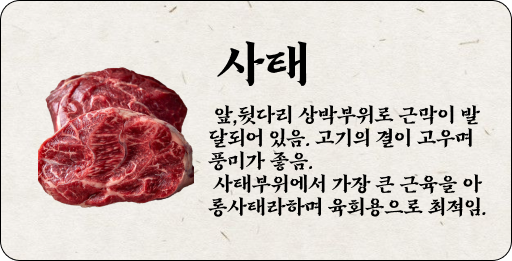 사태
앞,뒷다리 상박부위로 근막이 발
달되어 있음. 고기의 결이 고우며
풍미가 좋음.
사태부위에서 가장 큰 근육을 아
롱사태라하며 육회용으로 최적임.